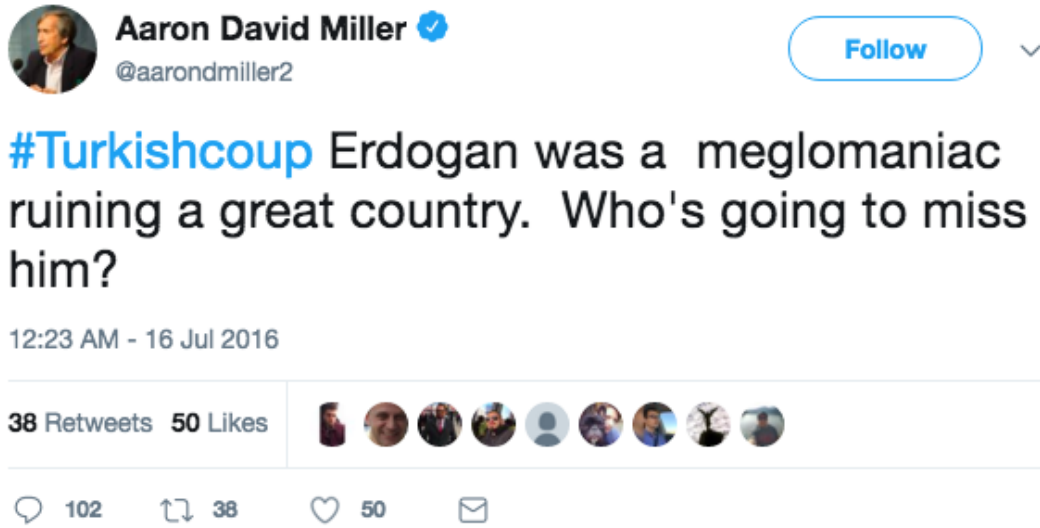 Aaron David Miller
@aarondmiller2
Follow
#Turkishcoup Erdogan was a  meglomaniac
ruining a great country.  Who's going to miss
him?
12:23 AM - 16 Jul 2016
38 Retweets 50 Likes
102 38 50